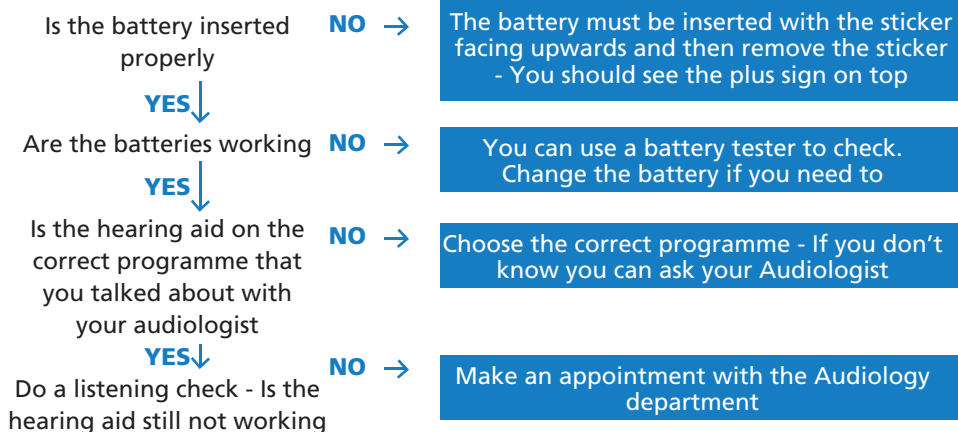 Is the battery inserted
properly
NO →
The battery must be inserted with the sticker
facing upwards and then remove the sticker
- You should see the plus sign on top
YES ↓
Are the batteries working
NO →
You can use a battery tester to check.
Change the battery if you need to
YES ↓
Is the hearing aid on the
correct programme that
you talked about with
your audiologist
NO →
Choose the correct programme - If you don’t
know you can ask your Audiologist
YES ↓
Do a listening check - Is the
hearing aid still not working
NO →
Make an appointment with the Audiology
department